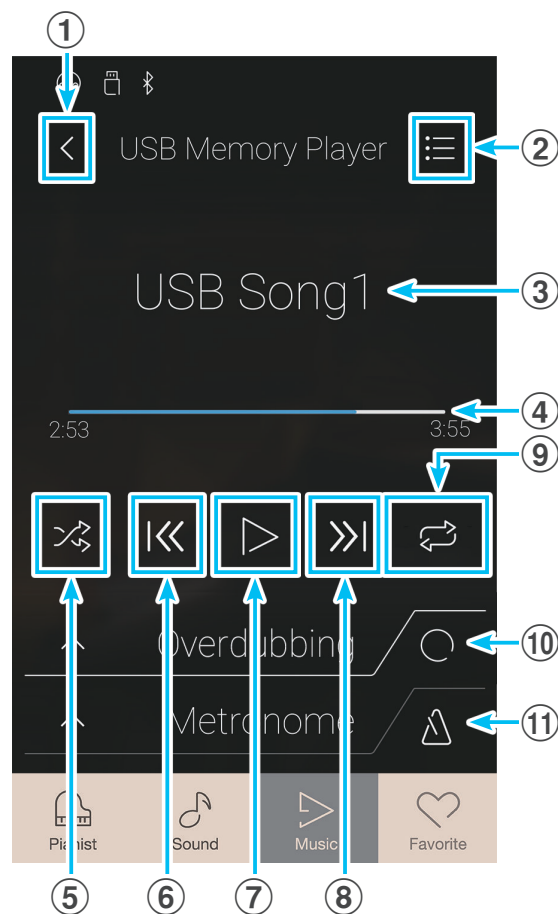 ①
USB Memory Player
②
USB Song1
③
④
2:53
3:55
⑨
Overdubbing
⑩
Metronome
⑪
Pianist
Sound
Music
Favorite
⑤
⑥
⑦
⑧